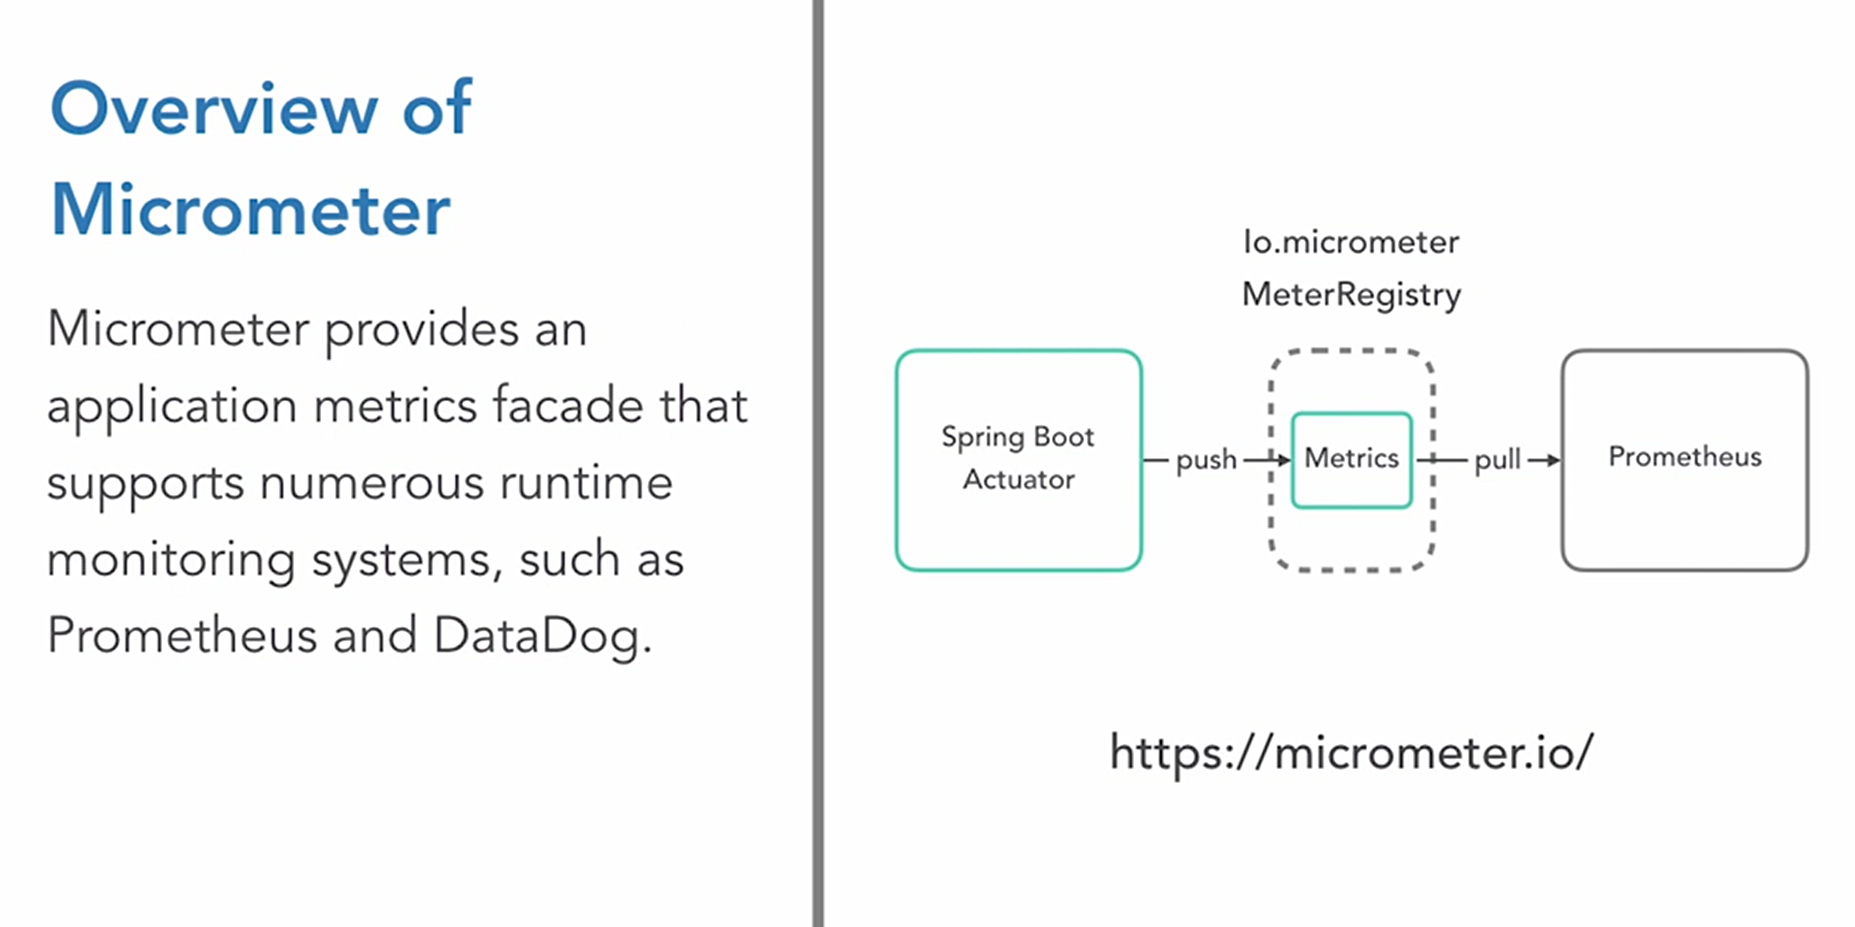 Overview of
Micrometer
Micrometer provides an
application metrics facade that
supports numerous runtime
monitoring systems, such as
Prometheus and DataDog.
Io.micrometer
MeterRegistry
Spring Boot
Actuator
push
Metrics
pull
Prometheus
https://micrometer.io/